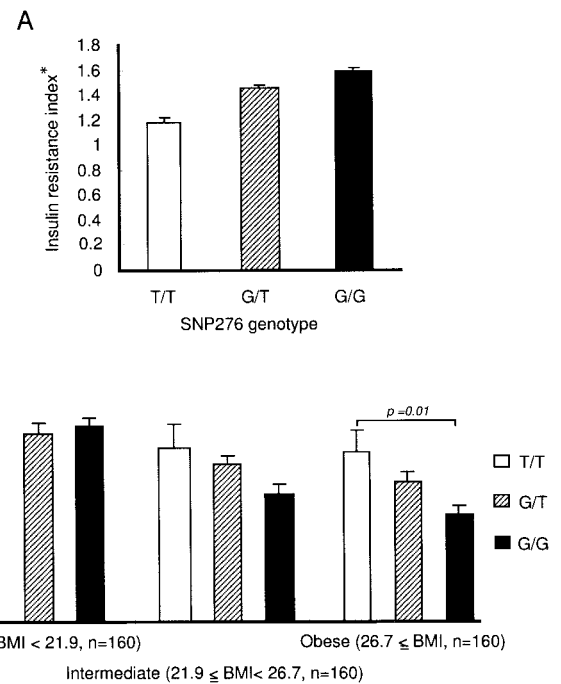 A
Insulin resistance index*
1.8
1.6
1.4
1.2
1
0.8
0.6
0.4
0.2
0
T/T G/T G/G
SNP276 genotype
p =0.01
T/T
G/T
G/G
BMI < 21.9, n=160) Obese (26.7 ≤ BMI, n=160)
Intermediate (21.9 ≤ BMI< 26.7, n=160)